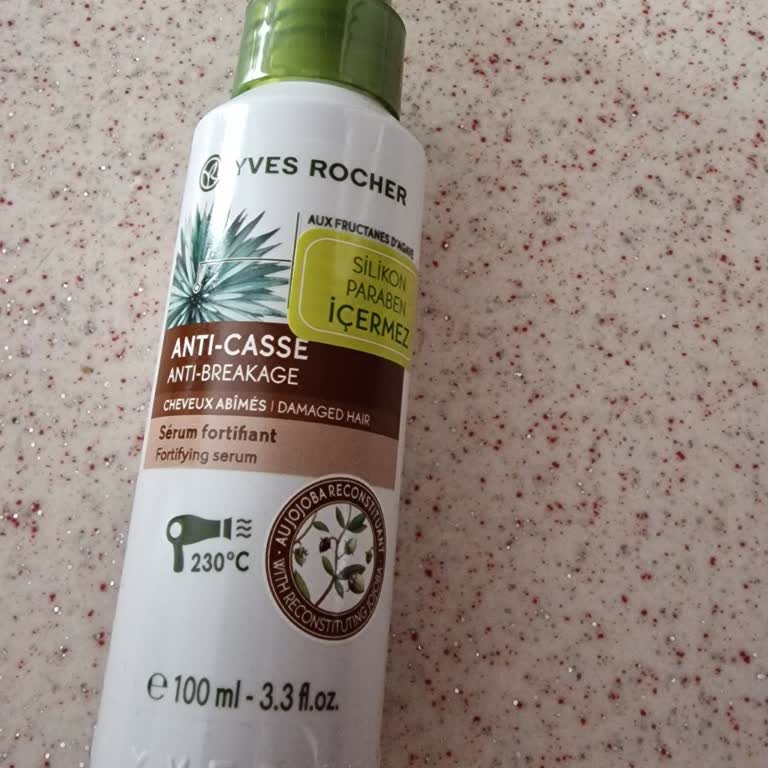 YVES ROCHER
AUX FRUCTANES D'AGAVE
SİLİKON
PARABEN
İÇERMEZ
ANTI-CASSE
ANTI-BREAKAGE
CHEVEUX ABÎMÉS | DAMAGED HAIR
Sérum fortifiant
Fortifying serum
230°C
AU JOJOBA RECONSTITUANT
WITH RECONSTITUTING JOJOBA
e 100 ml - 3.3 fl.oz.